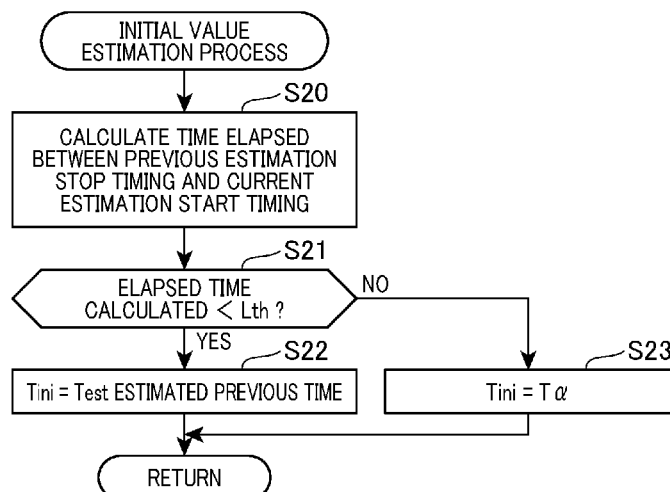 INITIAL VALUE
ESTIMATION PROCESS
S20
CALCULATE TIME ELAPSED
BETWEEN PREVIOUS ESTIMATION
STOP TIMING AND CURRENT
ESTIMATION START TIMING
S21
ELAPSED TIME
CALCULATED < Lth ?
NO
YES
S22
Tini = Test ESTIMATED PREVIOUS TIME
S23
Tini = T α
RETURN